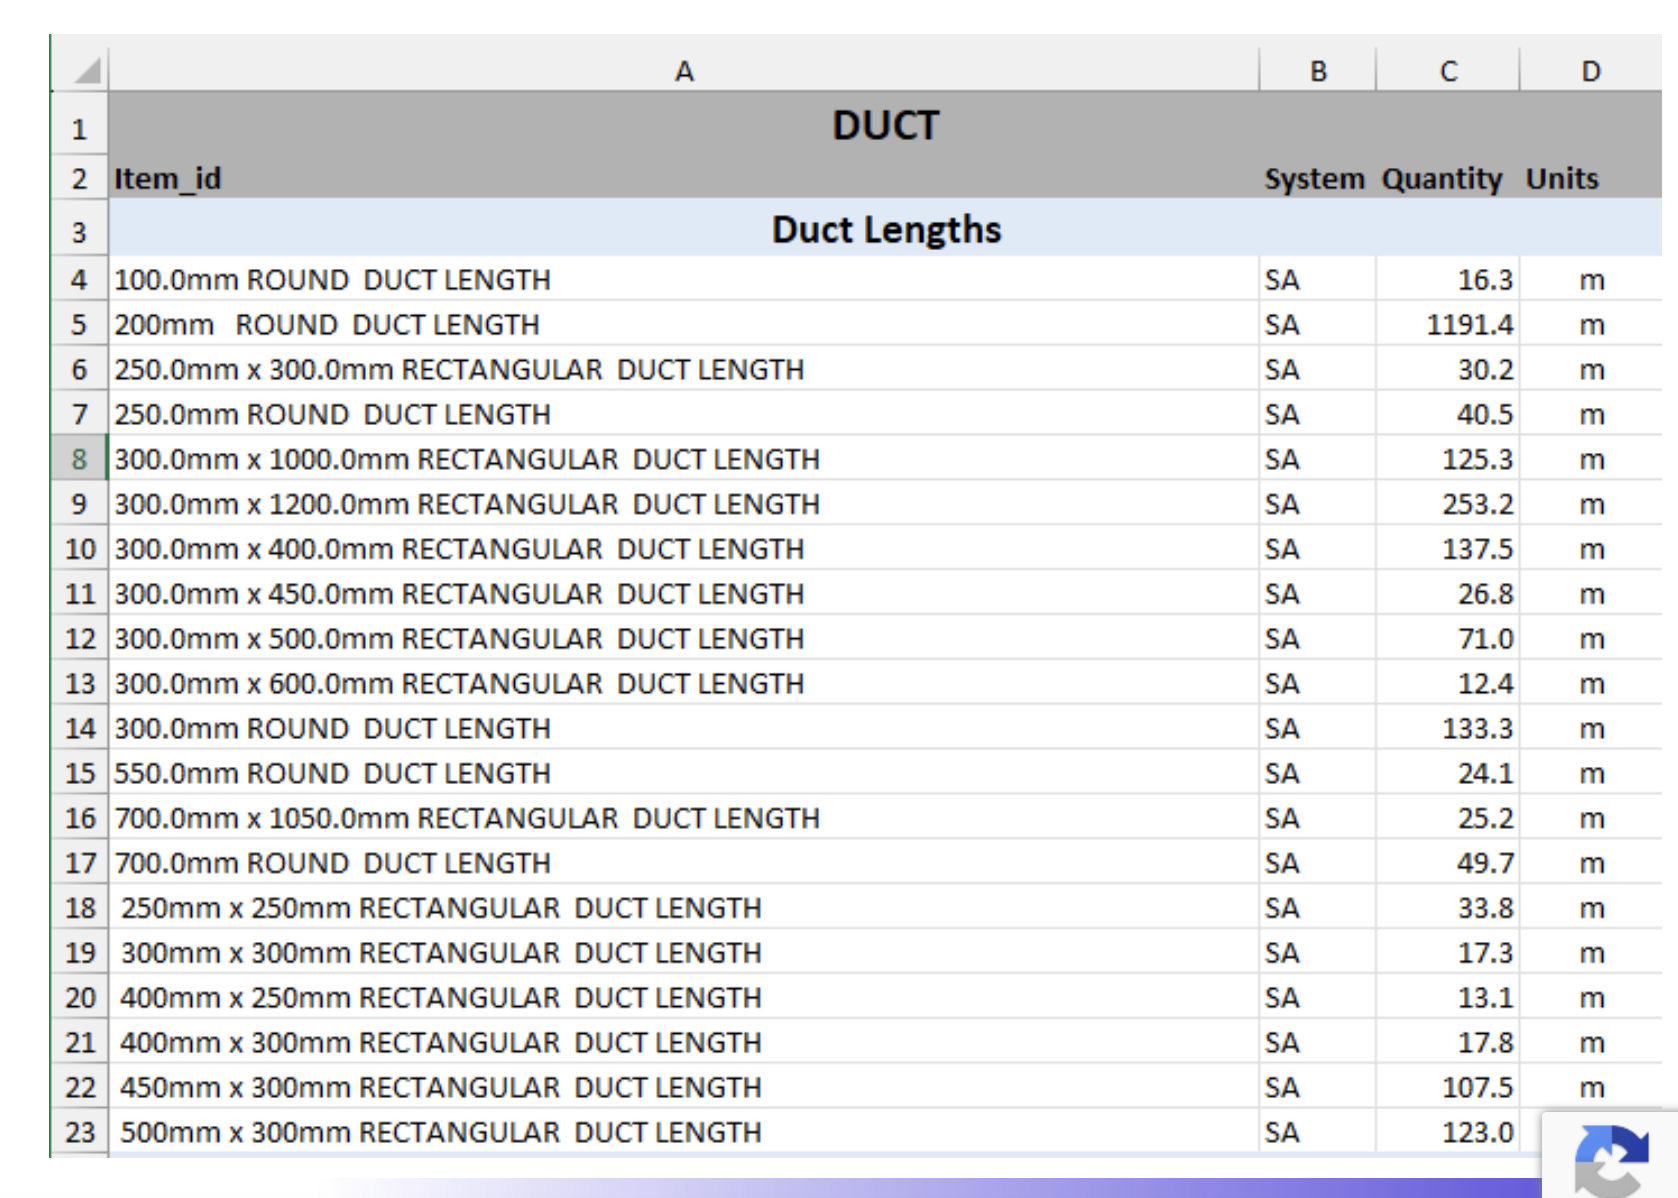 A B C D
1 DUCT
2 Item_id System Quantity Units
3 Duct Lengths
4 100.0mm ROUND  DUCT LENGTH SA 16.3 m
5 200mm   ROUND  DUCT LENGTH SA 1191.4 m
6 250.0mm x 300.0mm RECTANGULAR  DUCT LENGTH SA 30.2 m
7 250.0mm ROUND  DUCT LENGTH SA 40.5 m
8 300.0mm x 1000.0mm RECTANGULAR  DUCT LENGTH SA 125.3 m
9 300.0mm x 1200.0mm RECTANGULAR  DUCT LENGTH SA 253.2 m
10 300.0mm x 400.0mm RECTANGULAR  DUCT LENGTH SA 137.5 m
11 300.0mm x 450.0mm RECTANGULAR  DUCT LENGTH SA 26.8 m
12 300.0mm x 500.0mm RECTANGULAR  DUCT LENGTH SA 71.0 m
13 300.0mm x 600.0mm RECTANGULAR  DUCT LENGTH SA 12.4 m
14 300.0mm ROUND  DUCT LENGTH SA 133.3 m
15 550.0mm ROUND  DUCT LENGTH SA 24.1 m
16 700.0mm x 1050.0mm RECTANGULAR  DUCT LENGTH SA 25.2 m
17 700.0mm ROUND  DUCT LENGTH SA 49.7 m
18 250mm x 250mm RECTANGULAR  DUCT LENGTH SA 33.8 m
19 300mm x 300mm RECTANGULAR  DUCT LENGTH SA 17.3 m
20 400mm x 250mm RECTANGULAR  DUCT LENGTH SA 13.1 m
21 400mm x 300mm RECTANGULAR  DUCT LENGTH SA 17.8 m
22 450mm x 300mm RECTANGULAR  DUCT LENGTH SA 107.5 m
23 500mm x 300mm RECTANGULAR  DUCT LENGTH SA 123.0